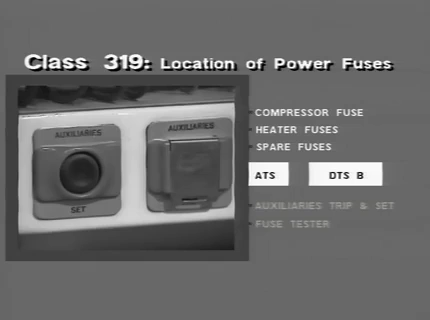 Class 319: Location of Power Fuses
COMPRESSOR FUSE
HEATER FUSES
SPARE FUSES
ATS DTS B
AUXILIARIES TRIP & SET
FUSE TESTER
AUXILIARIES
SET
AUXILIARIES